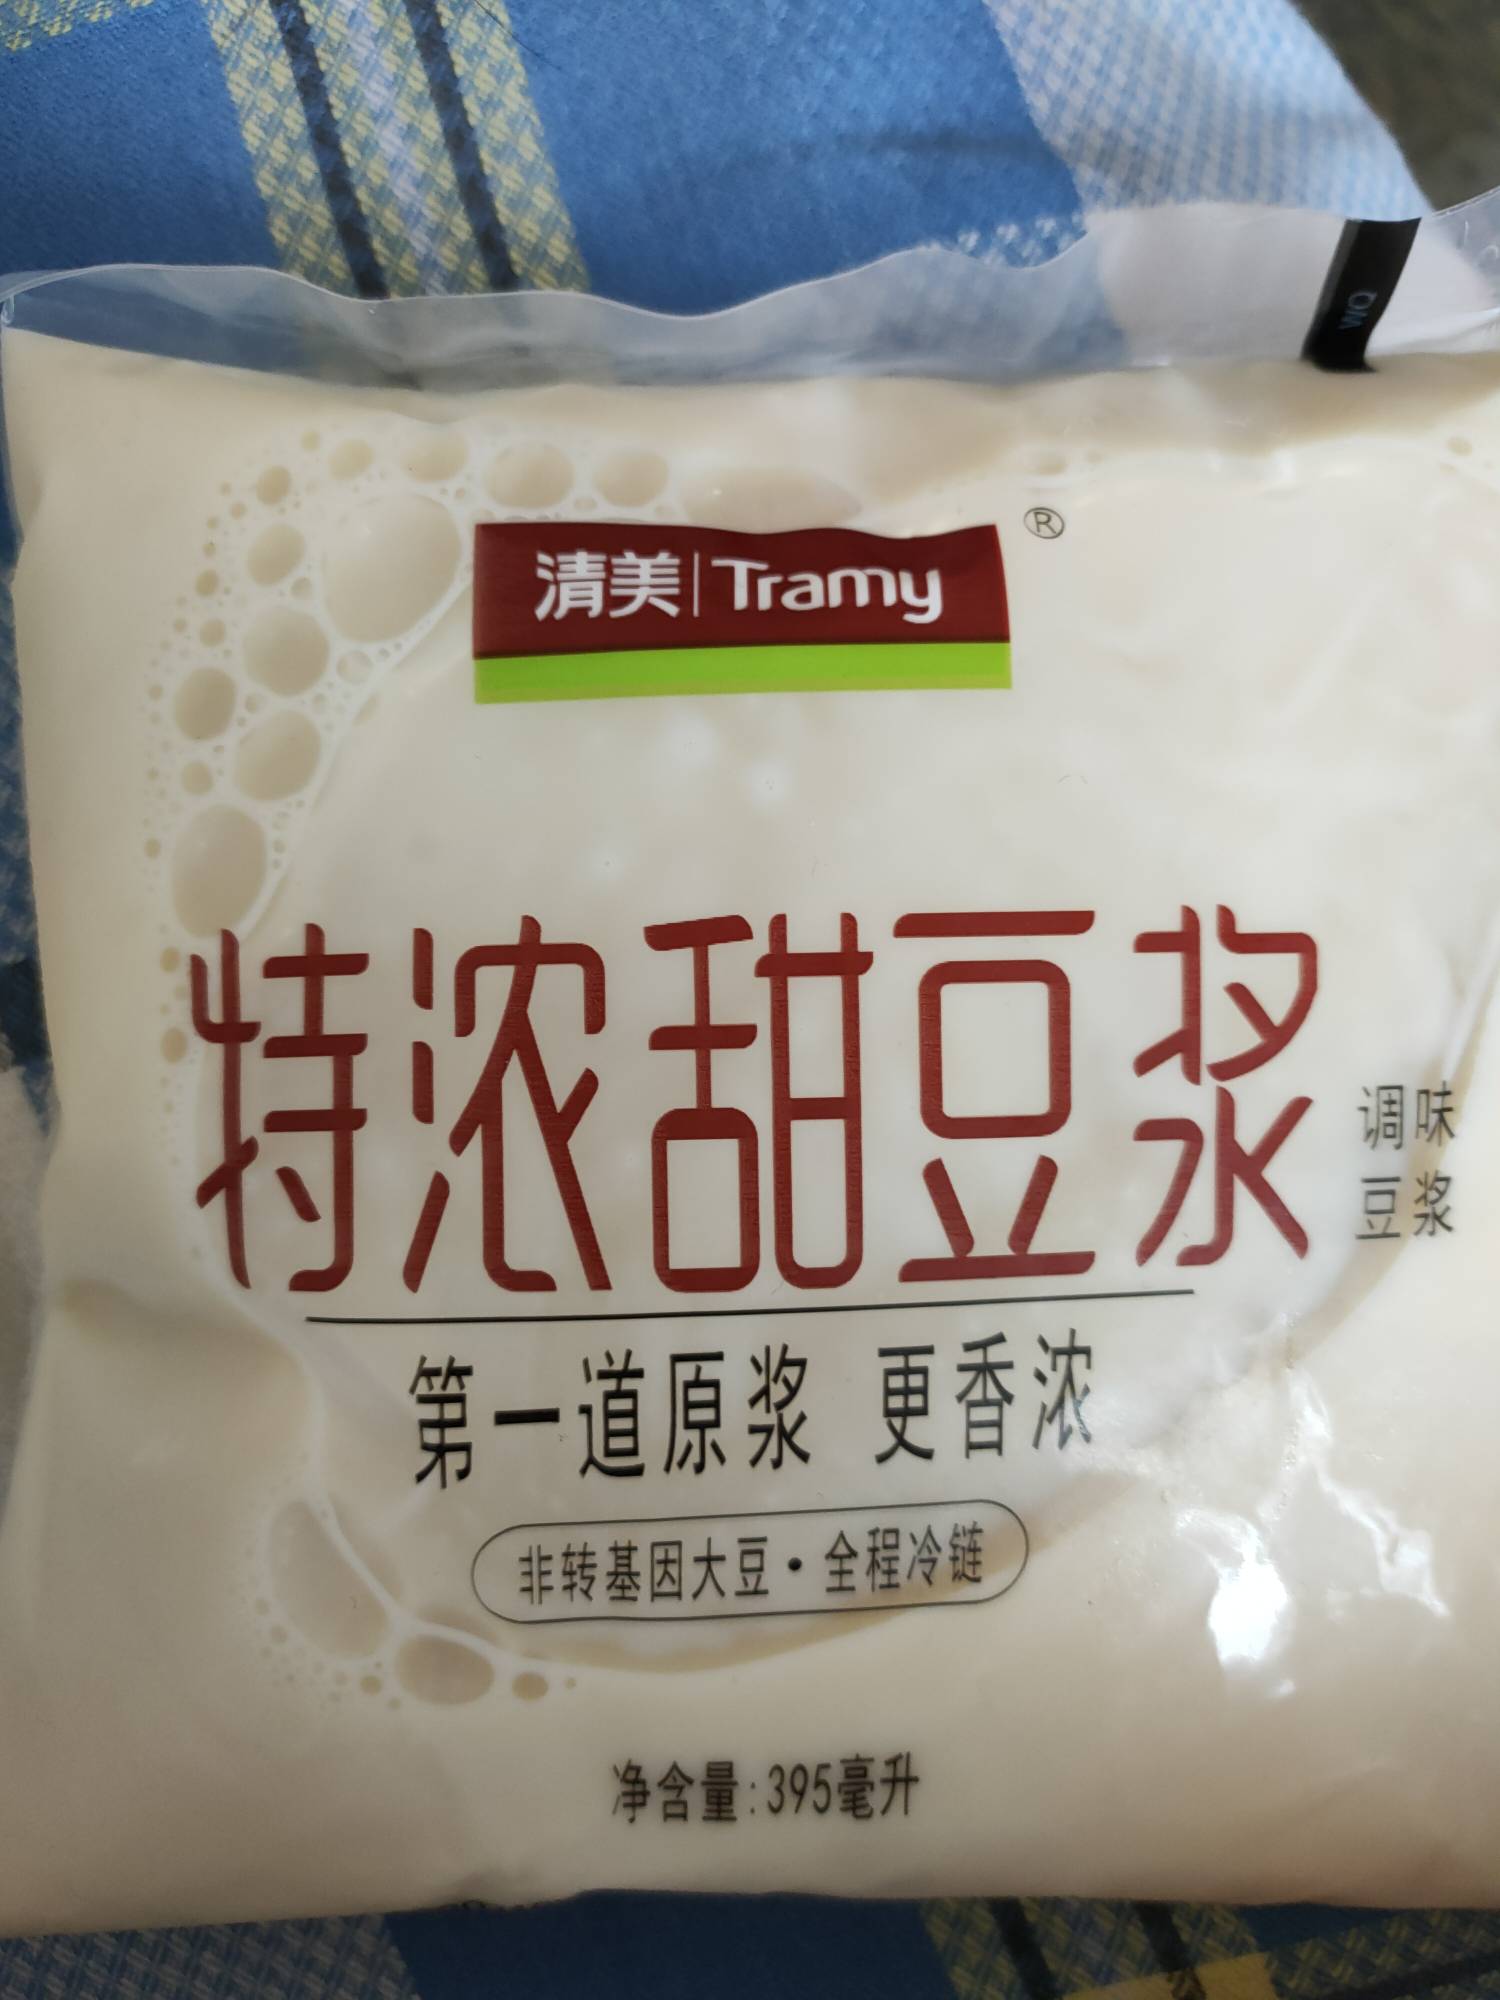 WQ
清美|Tramy®
特浓甜豆浆
调味
豆浆
第一道原浆 更香浓
非转基因大豆·全程冷链
净含量:395毫升